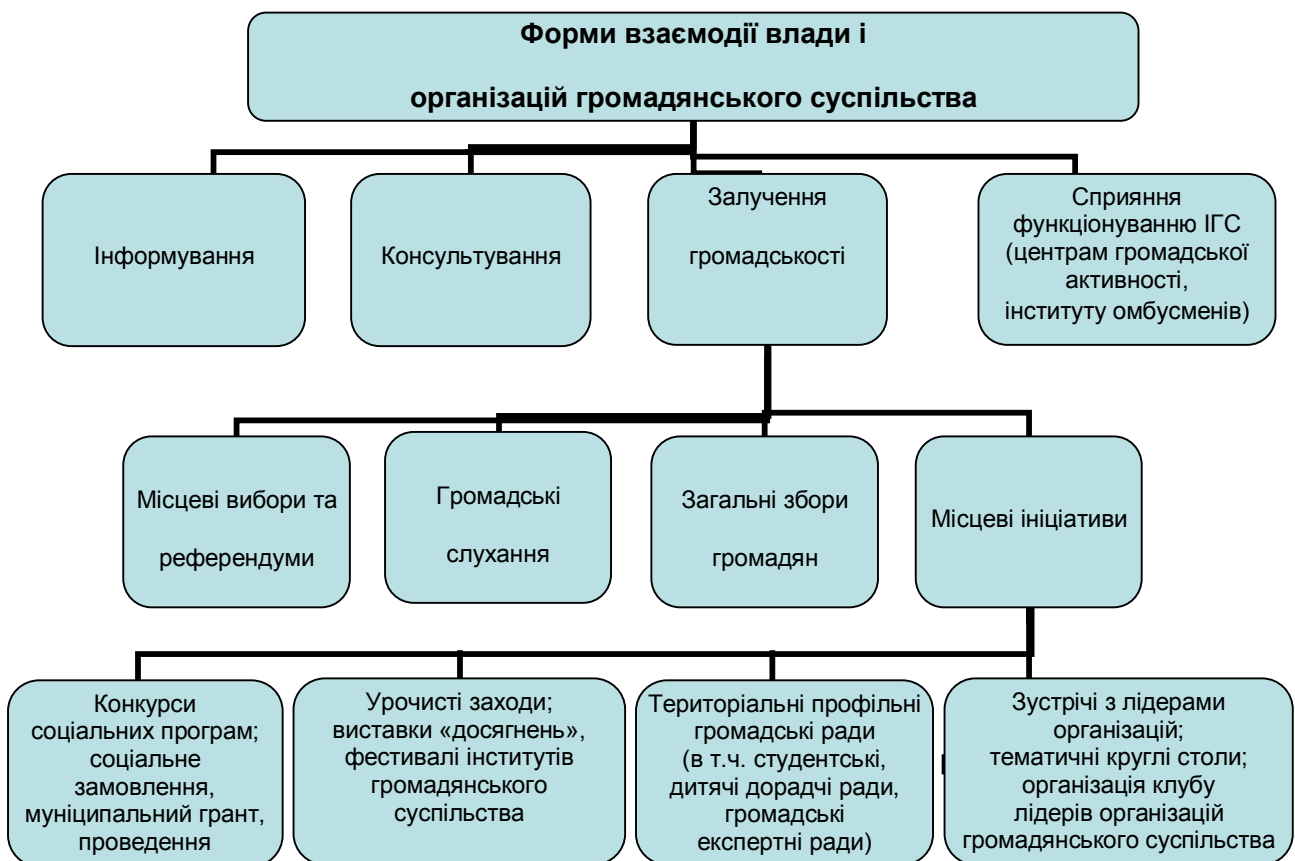 Форми взаємодії влади і
організацій громадянського суспільства
Інформування
Консультування
Залучення
громадськості
Сприяння
функціонуванню ІГС
(центрам громадської
активності,
інституту омбусменів)
Місцеві вибори та
референдуми
Громадські
слухання
Загальні збори
громадян
Місцеві ініціативи
Конкурси
соціальних програм;
соціальне
замовлення,
муніципальний грант,
проведення
Урочисті заходи;
виставки «досягнень»,
фестивалі інститутів
громадянського
суспільства
Територіальні профільні
громадські ради
(в т.ч. студентські,
дитячі дорадчі ради,
громадські
експертні ради)
Зустрічі з лідерами
організацій;
тематичні круглі столи;
організація клубу
лідерів організацій
громадянського суспільства